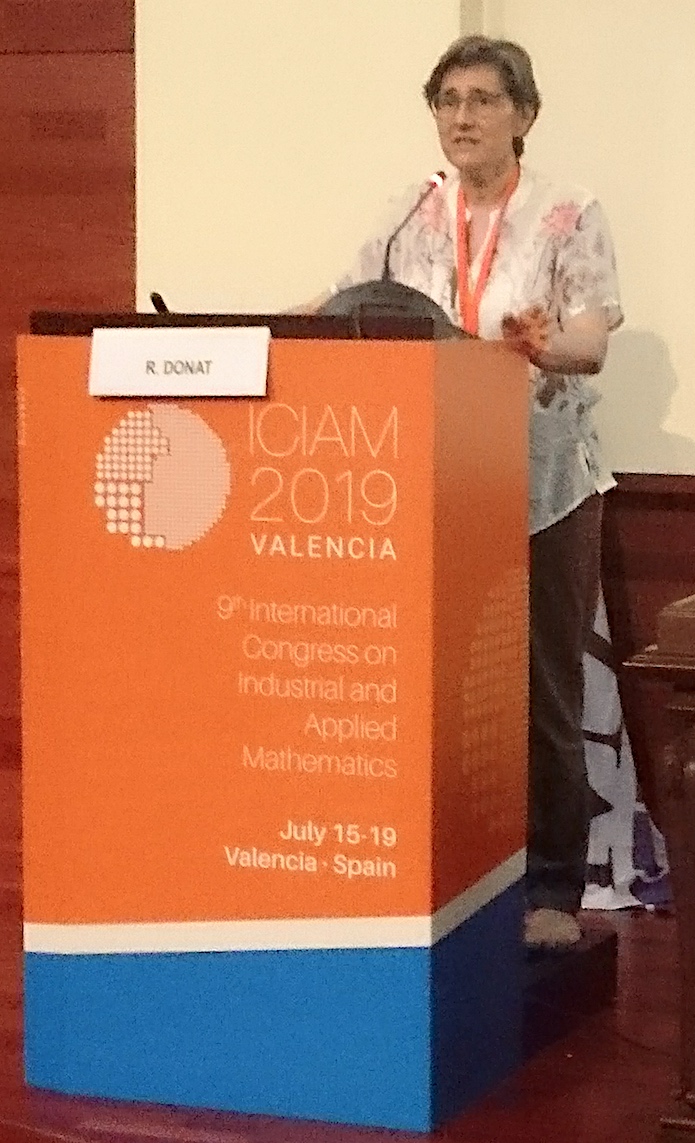 R. DONAT
ICIAM
2019
VALENCIA
9th International
Congress on
Industrial and
Applied
Mathematics
July 15-19
Valencia · Spain